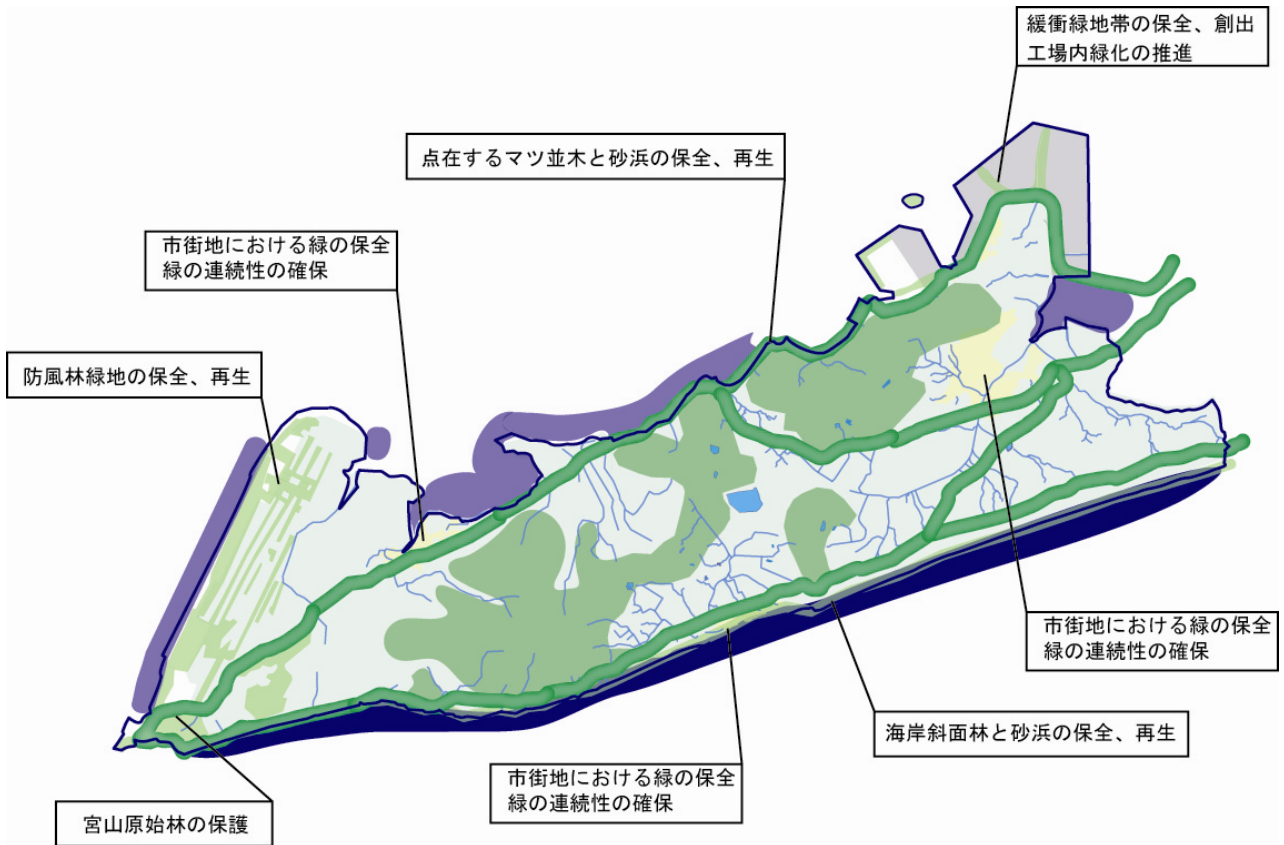 緩衝緑地帯の保全、創出
工場内緑化の推進
点在するマツ並木と砂浜の保全、再生
市街地における緑の保全
緑の連続性の確保
防風林緑地の保全、再生
市街地における緑の保全
緑の連続性の確保
海岸斜面林と砂浜の保全、再生
市街地における緑の保全
緑の連続性の確保
宮山原始林の保護